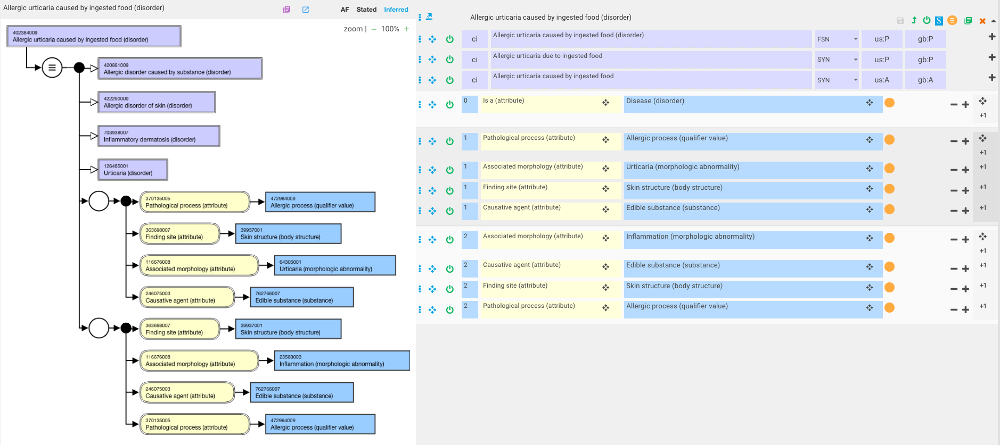 Allergic urticaria caused by ingested food (disorder)
AF Stated Inferred
zoom | − 100% +
402384009
Allergic urticaria caused by ingested food (disorder)
420881009
Allergic disorder caused by substance (disorder)
422290000
Allergic disorder of skin (disorder)
703938007
Inflammatory dermatosis (disorder)
126485001
Urticaria (disorder)
370135005
Pathological process (attribute)
472964009
Allergic process (qualifier value)
363698007
Finding site (attribute)
39937001
Skin structure (body structure)
116676008
Associated morphology (attribute)
64305001
Urticaria (morphologic abnormality)
246075003
Causative agent (attribute)
762766007
Edible substance (substance)
363698007
Finding site (attribute)
39937001
Skin structure (body structure)
116676008
Associated morphology (attribute)
23583003
Inflammation (morphologic abnormality)
246075003
Causative agent (attribute)
762766007
Edible substance (substance)
370135005
Pathological process (attribute)
472964009
Allergic process (qualifier value)
Allergic urticaria caused by ingested food (disorder)
S
ci Allergic urticaria caused by ingested food (disorder) FSN us:P gb:P
ci Allergic urticaria due to ingested food SYN us:P gb:P
ci Allergic urticaria caused by ingested food SYN us:A gb:A
0 Is a (attribute) Disease (disorder)
+1
1 Pathological process (attribute) Allergic process (qualifier value)
+1
1 Associated morphology (attribute) Urticaria (morphologic abnormality) +1
1 Finding site (attribute) Skin structure (body structure) +1
1 Causative agent (attribute) Edible substance (substance) +1
2 Associated morphology (attribute) Inflammation (morphologic abnormality)
+1
2 Causative agent (attribute) Edible substance (substance) +1
2 Finding site (attribute) Skin structure (body structure) +1
2 Pathological process (attribute) Allergic process (qualifier value) +1